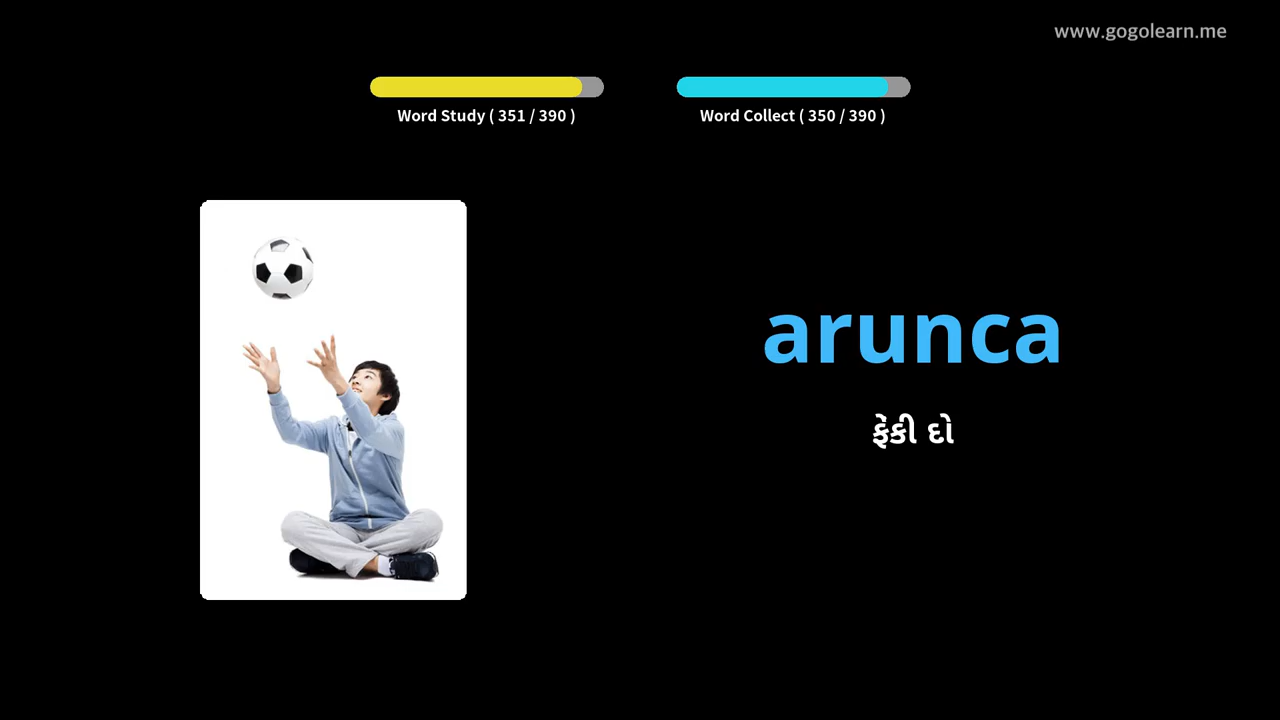 www.gogolearn.me
Word Study ( 351 / 390 )
Word Collect ( 350 / 390 )
arunca
ફેંકી દો